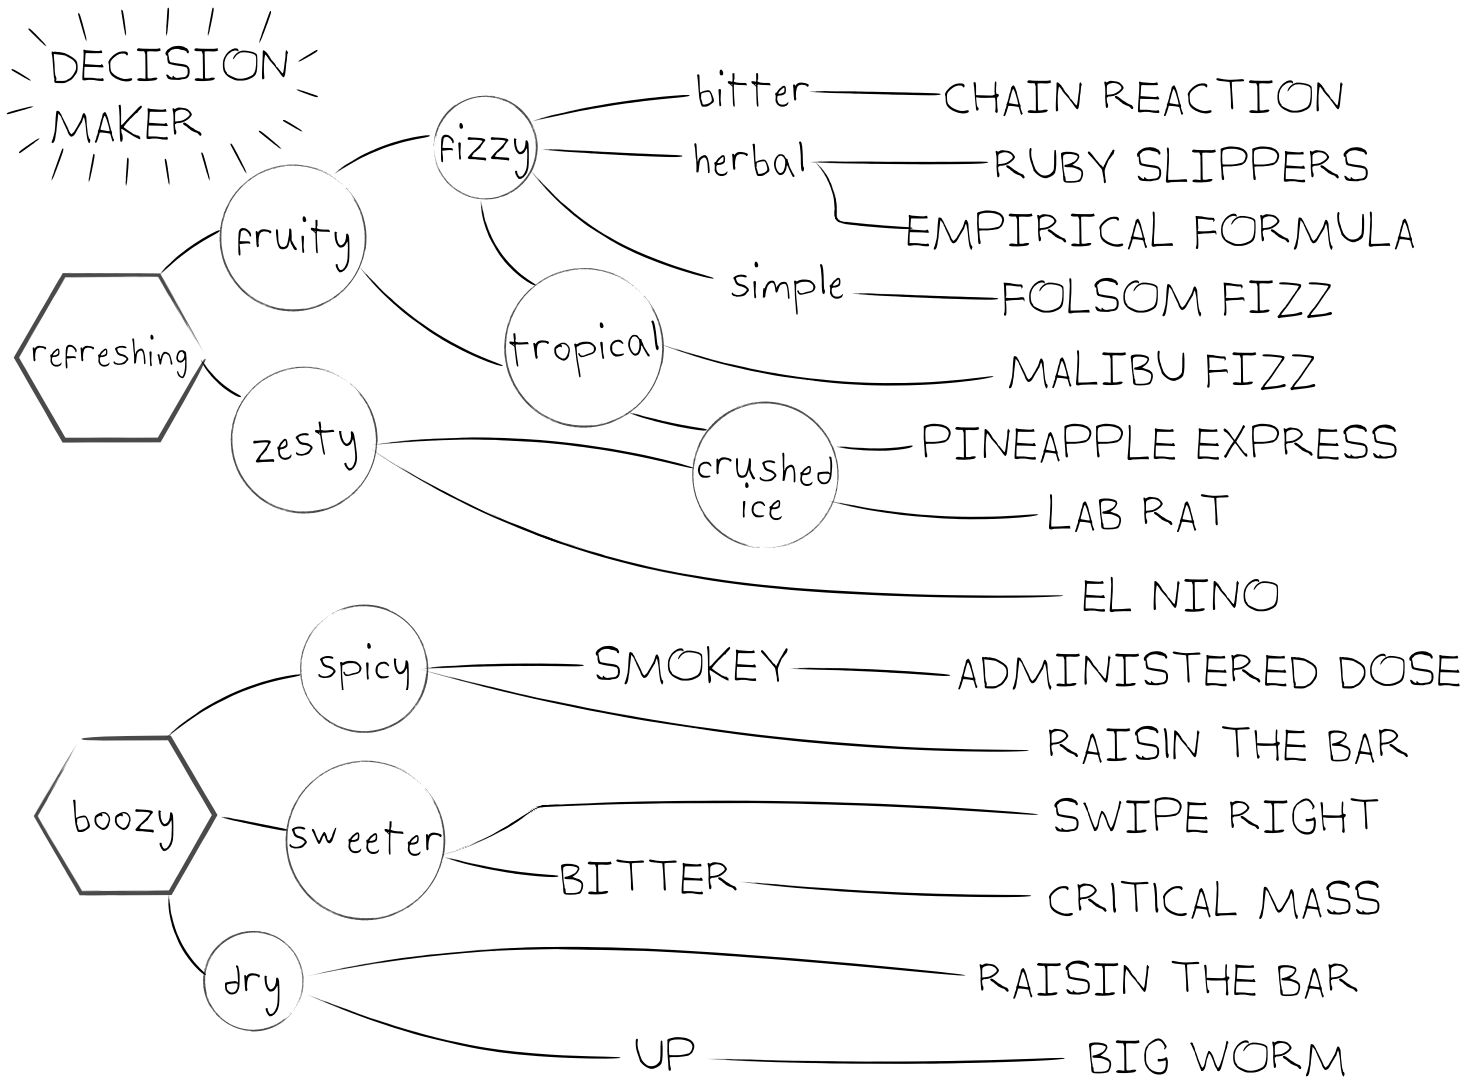 DECISION
MAKER
bitter
CHAIN REACTION
fizzy
herbal
RUBY SLIPPERS
fruity
EMPIRICAL FORMULA
simple
FOLSOM FIZZ
refreshing
tropical
MALIBU FIZZ
zesty
crushed
ice
PINEAPPLE EXPRESS
LAB RAT
EL NINO
spicy
SMOKEY
ADMINISTERED DOSE
RAISIN THE BAR
boozy
sweeter
SWIPE RIGHT
BITTER
CRITICAL MASS
dry
RAISIN THE BAR
UP
BIG WORM